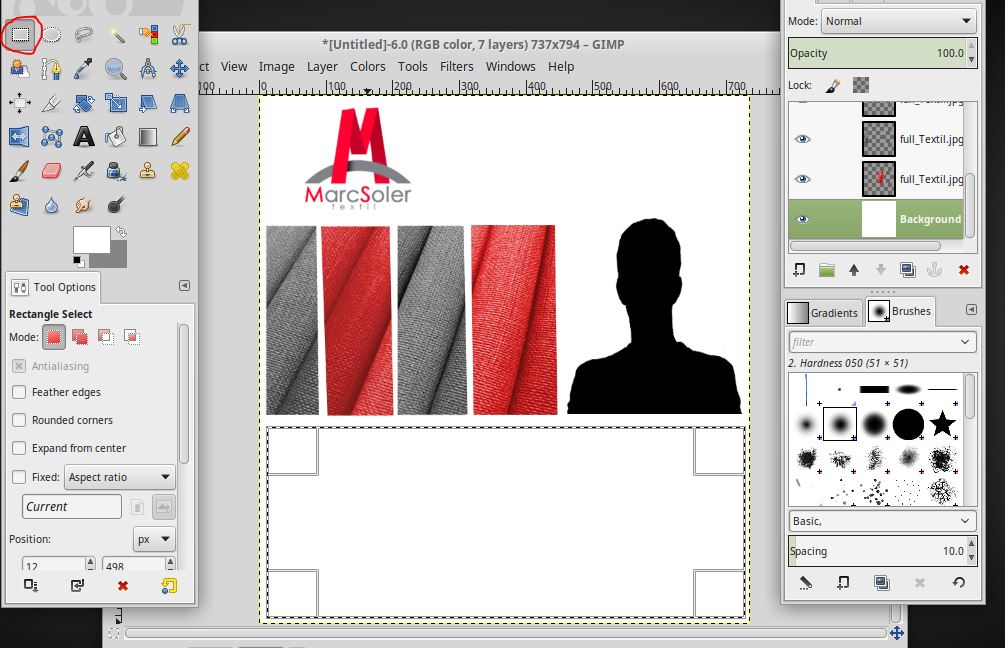 *[Untitled]-6.0 (RGB color, 7 layers) 737x794 – GIMP
ct View Image Layer Colors Tools Filters Windows Help
100 0 100 200 300 400 500 600 700
MarcSoler
textil
Tool Options
Rectangle Select
Mode:
Antialiasing
Feather edges
Rounded corners
Expand from center
Fixed: Aspect ratio
Current
Position: px
12 498
Mode: Normal
Opacity 100.0
Lock:
full_Textil.jpg
full_Textil.jpg
full_Textil.jpg
Background
Gradients Brushes
filter
2. Hardness 050 (51 × 51)
Basic,
Spacing 10.0